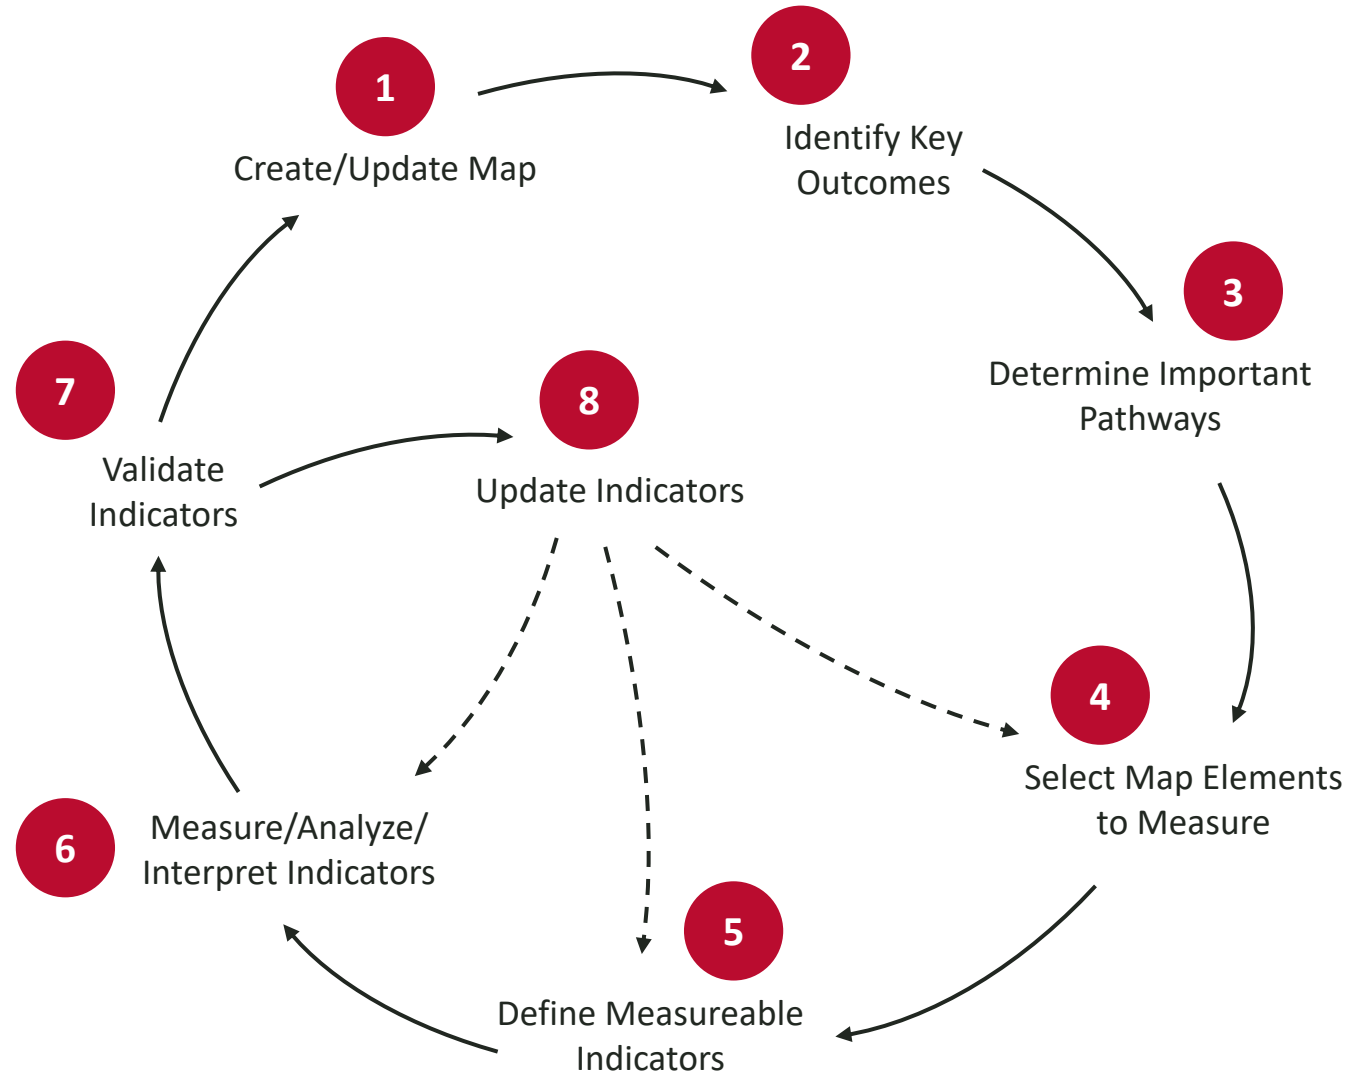 1
Create/Update Map
2
Identify Key
Outcomes
3
Determine Important
Pathways
4
Select Map Elements
to Measure
5
Define Measureable
Indicators
6
Measure/Analyze/
Interpret Indicators
7
Validate
Indicators
8
Update Indicators